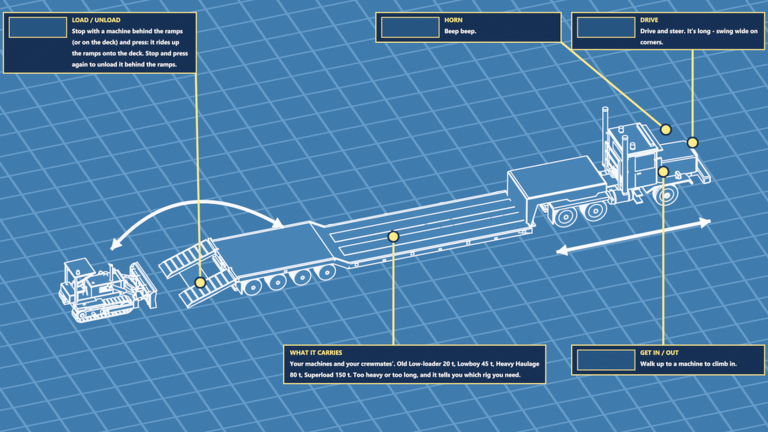 LOAD / UNLOAD
Stop with a machine behind the ramps
(or on the deck) and press: it rides up
the ramps onto the deck. Stop and press
again to unload it behind the ramps.
HORN
Beep beep.
DRIVE
Drive and steer. It's long - swing wide on
corners.
WHAT IT CARRIES
Your machines and your crewmates'. Old Low-loader 20 t, Lowboy 45 t, Heavy Haulage
80 t, Superload 150 t. Too heavy or too long, and it tells you which rig you need.
GET IN / OUT
Walk up to a machine to climb in.